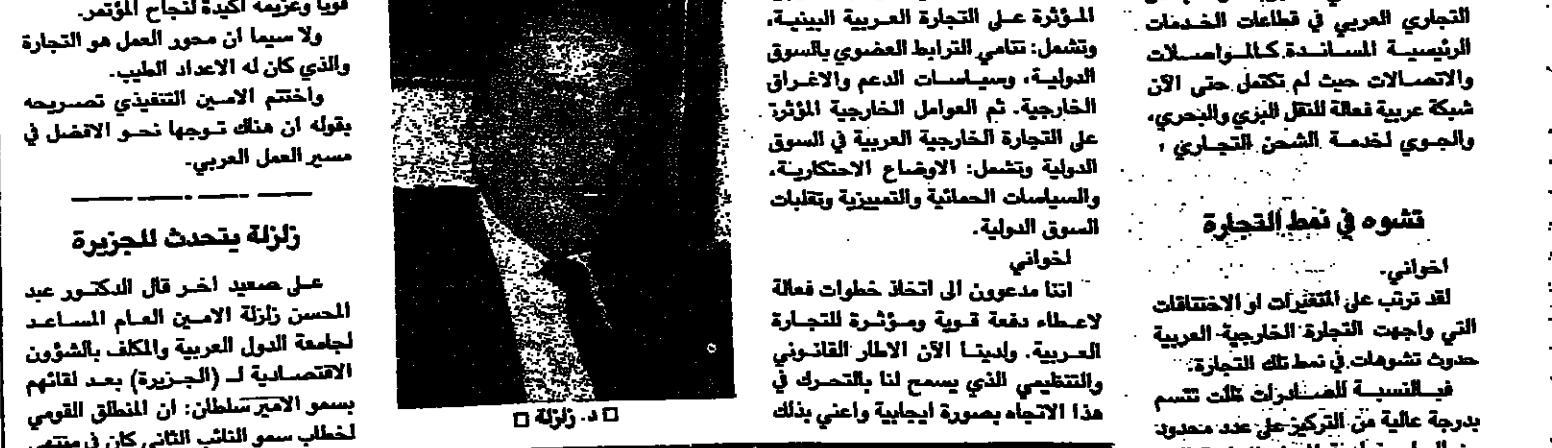 التجاري العربي في قطاعات الخدمات
الرئيسية المساندة كالمواصلات
والاتصالات حيث لم تكتمل حتى الآن
شبكة عربية فعالة للنقل البري والبحري،
والجوي لخدمة الشحن التجاري
تشوه في نمط التجارة
اخواني.
لقد ترتب على المتغيرات او الاختناقات
التي واجهت التجارة الخارجية العربية
حدوث تشوهات في نمط تلك التجارة.
فبالنسبة للصادرات ظلت تتسم
بدرجة عالية من التركيز على عدد محدود
المؤثرة على التجارة العربية البينية،
وتشمل: تنامي الترابط العضوي بالسوق
الدولية، وسياسات الدعم والاغراق
الخارجية. ثم العوامل الخارجية المؤثرة
على التجارة الخارجية العربية في السوق
الدولية وتشمل: الاوضاع الاحتكارية،
والسياسات الحمائية والتمييزية وتقلبات
السوق الدولية.
اخواني
اننا مدعوون الى اتخاذ خطوات فعالة
لاعطاء دفعة قوية ومؤثرة للتجارة
العربية. ولدينا الآن الاطار القانوني
والتنظيمي الذي يسمح لنا بالتحرك في
هذا الاتجاه بصورة ايجابية واعني بذلك
□ د. زلزلة □
قويا وعزيمة اكيدة لنجاح المؤتمر.
ولا سيما ان محور العمل هو التجارة
والذي كان له الاعداد الطيب.
واختتم الامين التنفيذي تصريحه
بقوله ان هناك توجها نحو الافضل في
مسير العمل العربي.
زلزلة يتحدث للجزيرة
على صعيد آخر قال الدكتور عبد
المحسن زلزلة الامين العام المساعد
لجامعة الدول العربية والمكلف بالشؤون
الاقتصادية لـ (الجزيرة) بعد لقائهم
بسمو الامير سلطان: ان المنطلق القومي
لخطاب سمو النائب الثاني كان في منتهى